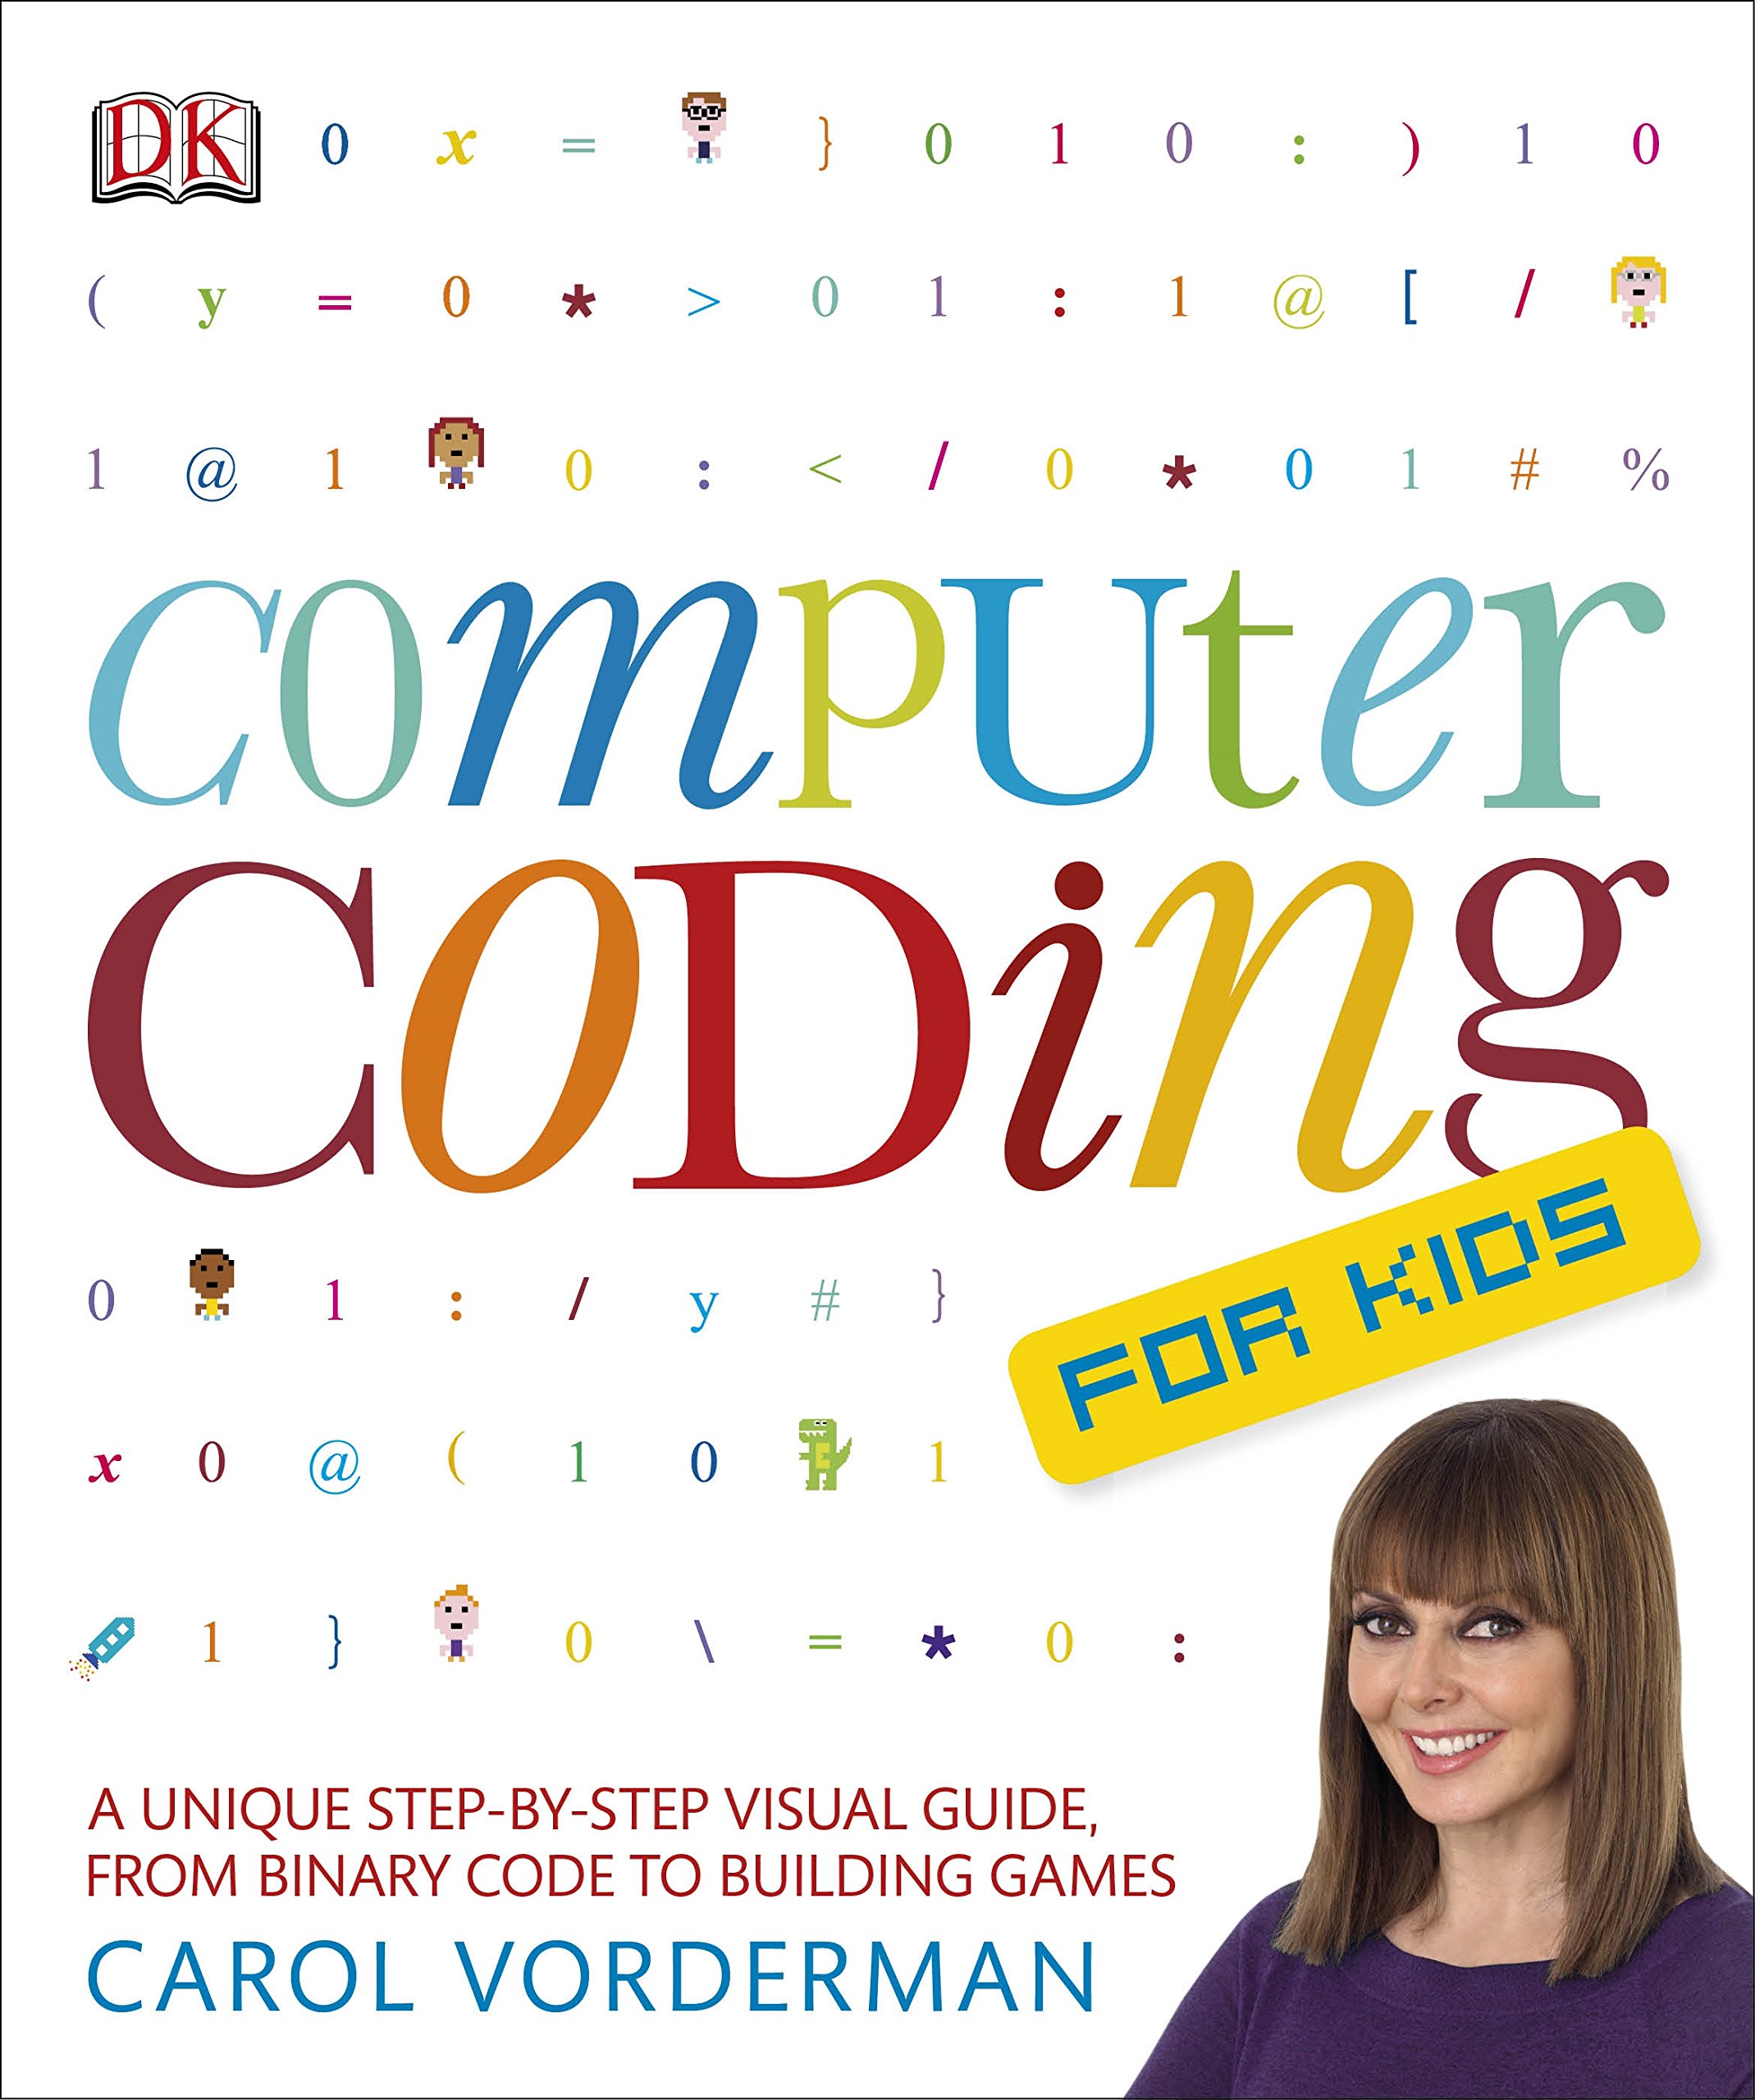 DK 0 x = } 0 1 0 : ) 1 0
( y = 0 * > 0 1 : 1 @ [ /
1 @ 1 0 : < / 0 * 0 1 # %
computer
CODing
FOR KIDS
0 1 : / y # }
x 0 @ ( 1 0 1
1 } 0 \ = * 0 :
A UNIQUE STEP-BY-STEP VISUAL GUIDE,
FROM BINARY CODE TO BUILDING GAMES
CAROL VORDERMAN